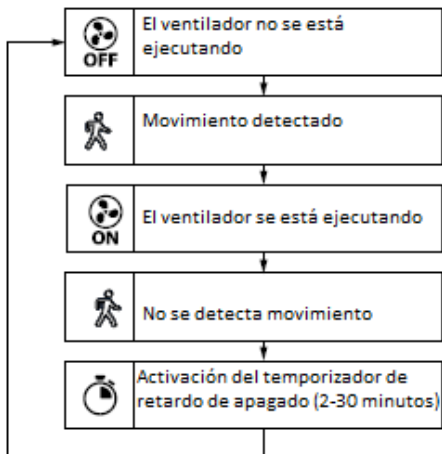 OFF
El ventilador no se está
ejecutando
Movimiento detectado
ON
El ventilador se está ejecutando
No se detecta movimiento
Activación del temporizador de
retardo de apagado (2-30 minutos)